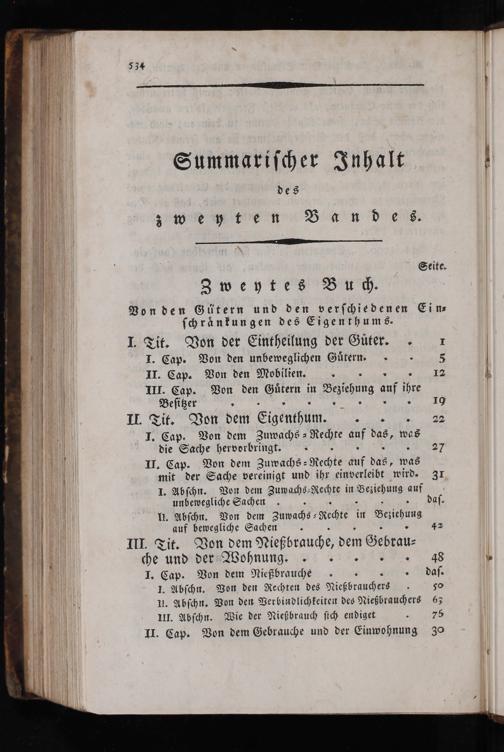 534
Summarischer Inhalt
des
zweyten Bandes.
Seite.
Zweytes Buch.
Von den Gütern und den verschiedenen Ein=
schränkungen des Eigenthums.
I. Tit. Von der Eintheilung der Güter. . 1
I. Cap. Von den unbeweglichen Gütern. . . 5
II. Cap. Von den Mobilien. . . . . 12
III. Cap. Von den Gütern in Beziehung auf ihre
Besitzer . . . . . . . . 19
II. Tit. Von dem Eigenthum. . . . 22
I. Cap. Von dem Zuwachs=Rechte auf das, was
die Sache hervorbringt. . . . . . 27
II. Cap. Von dem Zuwachs=Rechte auf das, was
mit der Sache vereinigt und ihr einverleibt wird. 31
I. Abschn. Von dem Zuwachs=Rechte in Beziehung auf
unbewegliche Sachen . . . . . . das.
II. Abschn. Von dem Zuwachs=Rechte in Beziehung
auf bewegliche Sachen . . . . . 42
III. Tit. Von dem Nießbrauche, dem Gebrau=
che und der Wohnung. . . . . . 48
I. Cap. Von dem Nießbrauche . . . . das.
I. Abschn. Von den Rechten des Nießbrauchers . 50
II. Abschn. Von den Verbindlichkeiten des Nießbrauchers 63
III. Abschn. Wie der Nießbrauch sich endiget . 76
II. Cap. Von dem Gebrauche und der Einwohnung 30